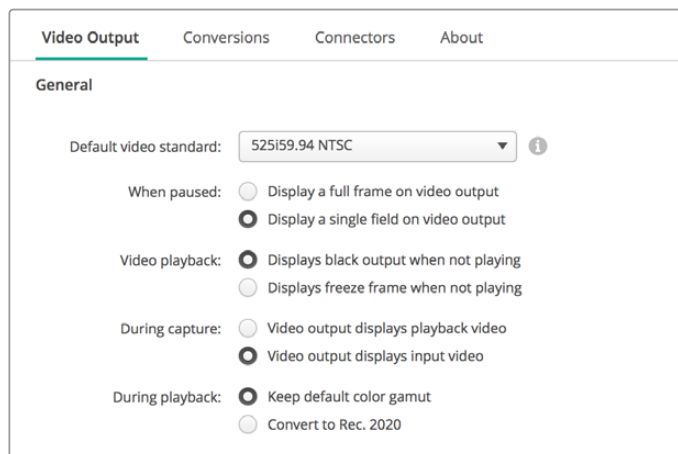 Video Output Conversions Connectors About
General
Default video standard: 525i59.94 NTSC i
When paused: Display a full frame on video output
Display a single field on video output
Video playback: Displays black output when not playing
Displays freeze frame when not playing
During capture: Video output displays playback video
Video output displays input video
During playback: Keep default color gamut
Convert to Rec. 2020